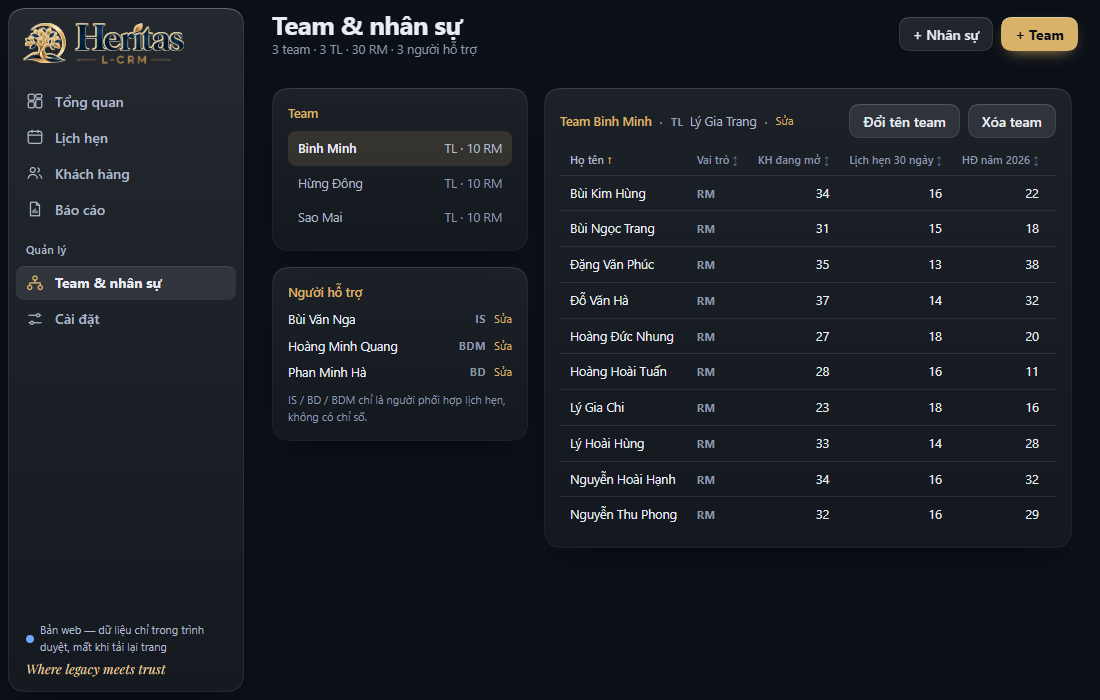 Heritas
L-CRM
Tổng quan
Lịch hẹn
Khách hàng
Báo cáo
Quản lý
Team & nhân sự
Cài đặt
Bản web — dữ liệu chỉ trong trình
duyệt, mất khi tải lại trang
Where legacy meets trust
Team & nhân sự
3 team · 3 TL · 30 RM · 3 người hỗ trợ
+ Nhân sự
+ Team
Team
Bình Minh TL · 10 RM
Hừng Đông TL · 10 RM
Sao Mai TL · 10 RM
Người hỗ trợ
Bùi Văn Nga IS Sửa
Hoàng Minh Quang BDM Sửa
Phan Minh Hà BD Sửa
IS / BD / BDM chỉ là người phối hợp lịch hẹn,
không có chỉ số.
Team Bình Minh · TL Lý Gia Trang · Sửa
Đổi tên team
Xóa team
Họ tên ↑ Vai trò ↕ KH đang mở ↕ Lịch hẹn 30 ngày ↕ HĐ năm 2026 ↕
Bùi Kim Hùng RM 34 16 22
Bùi Ngọc Trang RM 31 15 18
Đặng Văn Phúc RM 35 13 38
Đỗ Văn Hà RM 37 14 32
Hoàng Đức Nhung RM 27 18 20
Hoàng Hoài Tuấn RM 28 16 11
Lý Gia Chi RM 23 18 16
Lý Hoài Hùng RM 33 14 28
Nguyễn Hoài Hạnh RM 34 16 32
Nguyễn Thu Phong RM 32 16 29